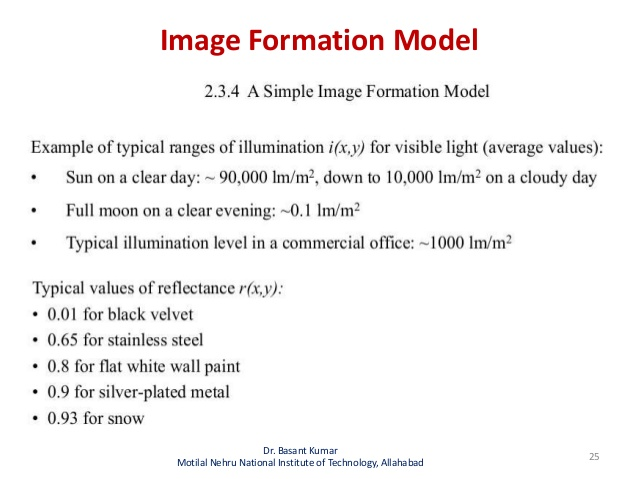 Image Formation Model
2.3.4 A Simple Image Formation Model
Example of typical ranges of illumination i(x,y) for visible light (average values):
• Sun on a clear day: ~ 90,000 lm/m², down to 10,000 lm/m² on a cloudy day
• Full moon on a clear evening: ~0.1 lm/m²
• Typical illumination level in a commercial office: ~1000 lm/m²
Typical values of reflectance r(x,y):
• 0.01 for black velvet
• 0.65 for stainless steel
• 0.8 for flat white wall paint
• 0.9 for silver-plated metal
• 0.93 for snow
Dr. Basant Kumar
Motilal Nehru National Institute of Technology, Allahabad
25